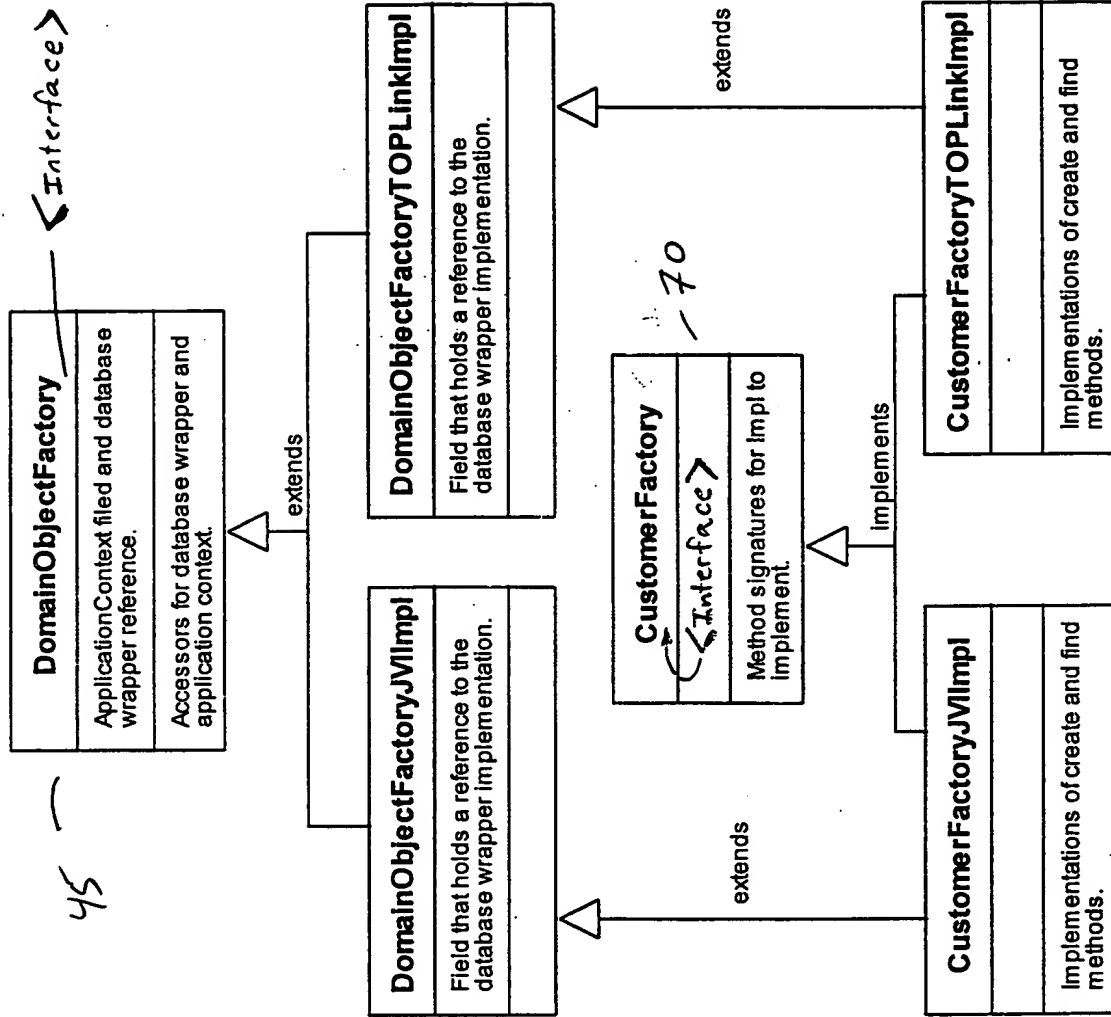 45
DomainObjectFactory
<Interface>
ApplicationContext filed and database
wrapper reference.
Accessors for database wrapper and
application context.
extends
DomainObjectFactoryJVIImpl
Field that holds a reference to the
database wrapper implementation.
DomainObjectFactoryTOPLinkImpl
Field that holds a reference to the
database wrapper implementation.
CustomerFactory
<Interface>
70
Method signatures for Impl to
implement.
extends
implements
extends
CustomerFactoryJVIImpl
Implementations of create and find
methods.
CustomerFactoryTOPLinkImpl
Implementations of create and find
methods.